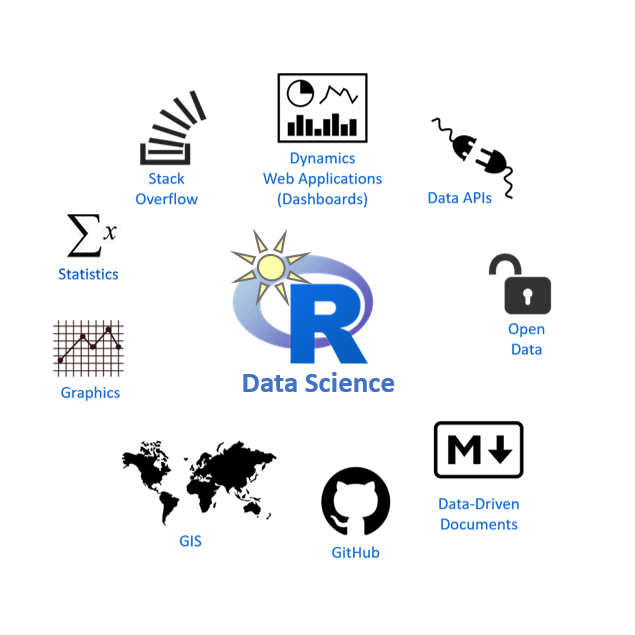 Dynamics
Web Applications
(Dashboards)
Stack
Overflow
Data APIs
∑x
Statistics
R
Data Science
Open
Data
Graphics
M
Data-Driven
Documents
GIS
GitHub